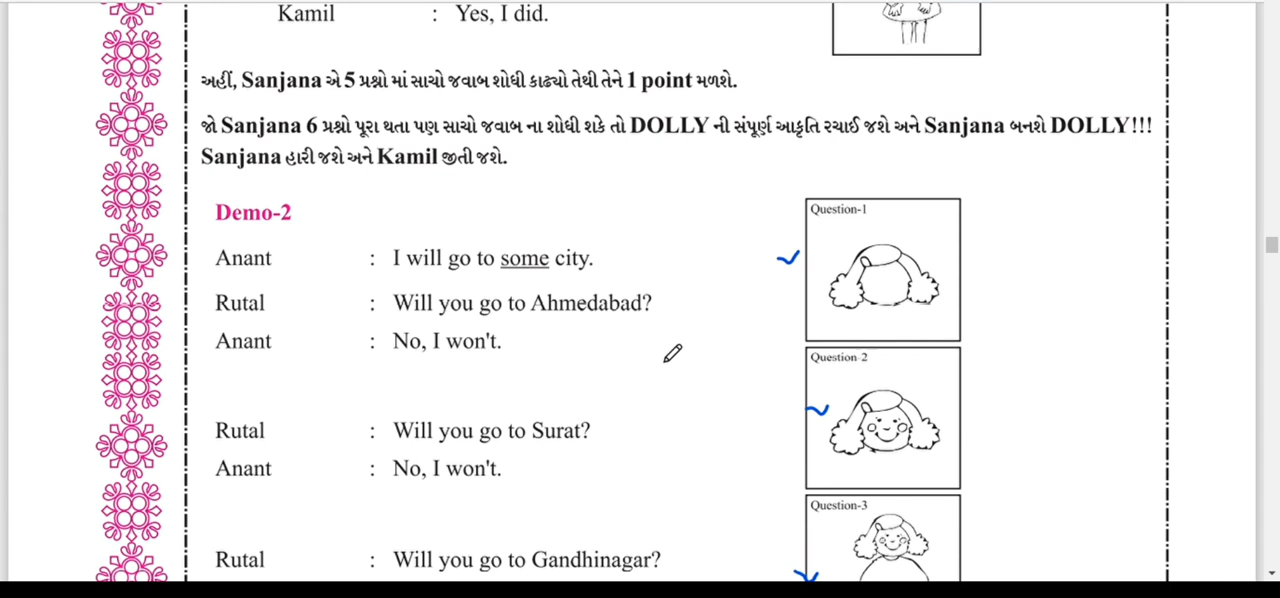 Kamil : Yes, I did.
અહીં, Sanjana એ 5 પ્રશ્નો માં સાચો જવાબ શોધી કાઢ્યો તેથી તેને 1 point મળશે.
જો Sanjana 6 પ્રશ્નો પૂરા થતા પણ સાચો જવાબ ના શોધી શકે તો DOLLY ની સંપૂર્ણ આકૃતિ રચાઈ જશે અને Sanjana બનશે DOLLY!!!
Sanjana હારી જશે અને Kamil જીતી જશે.
Demo-2
Question-1
Anant : I will go to some city.
Rutal : Will you go to Ahmedabad?
Anant : No, I won't.
Question-2
Rutal : Will you go to Surat?
Anant : No, I won't.
Question-3
Rutal : Will you go to Gandhinagar?